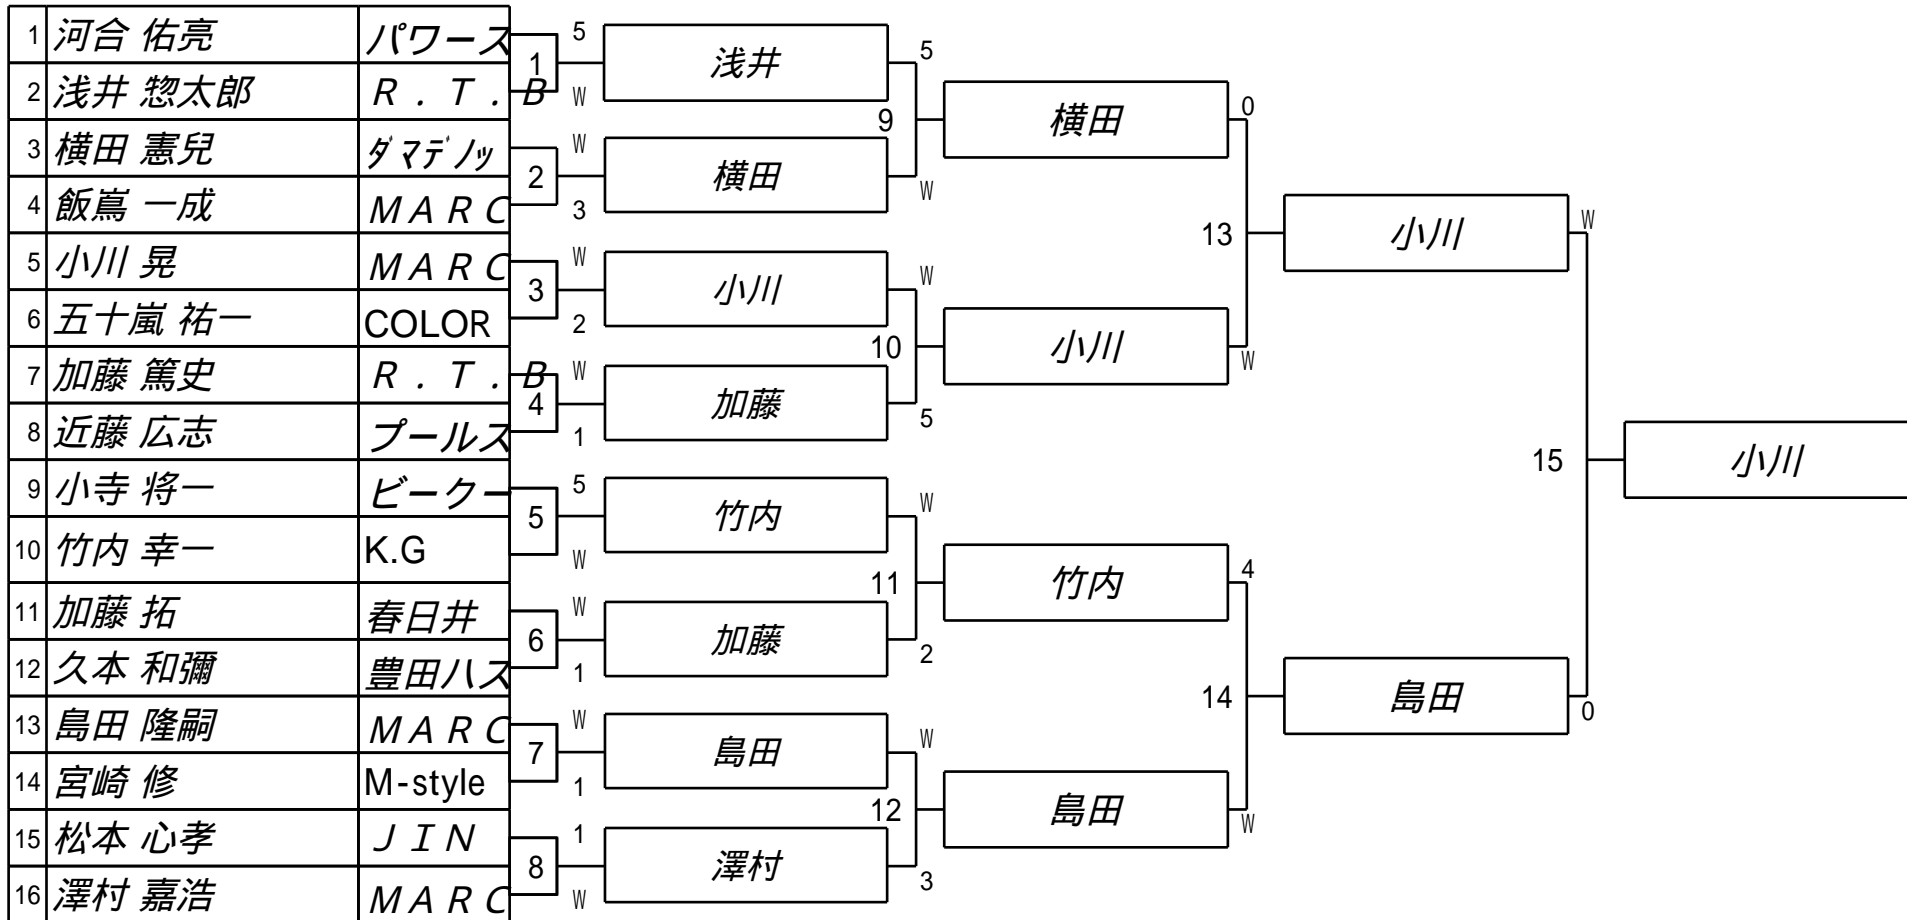 1 河合 佑亮 パワース
2 浅井 惣太郎 R.T.B
3 横田 憲兒 ダマデノッ
4 飯嶌 一成 MARC
5 小川 晃 MARC
6 五十嵐 祐一 COLOR
7 加藤 篤史 R.T.B
8 近藤 広志 プールス
9 小寺 将一 ビークー
10 竹内 幸一 K.G
11 加藤 拓 春日井
12 久本 和彌 豊田ハス
13 島田 隆嗣 MARC
14 宮崎 修 M-style
15 松本 心孝 JIN
16 澤村 嘉浩 MARC
1 5 W
2 W 3
3 W 2
4 W 1
5 5 W
6 W 1
7 W 1
8 1 W
浅井 5
9
横田 W
小川 W
10
加藤 5
竹内 W
11
加藤 2
島田 W
12
澤村 3
横田 0
13
小川 W
竹内 4
14
島田 W
小川 W
15
島田 0
小川